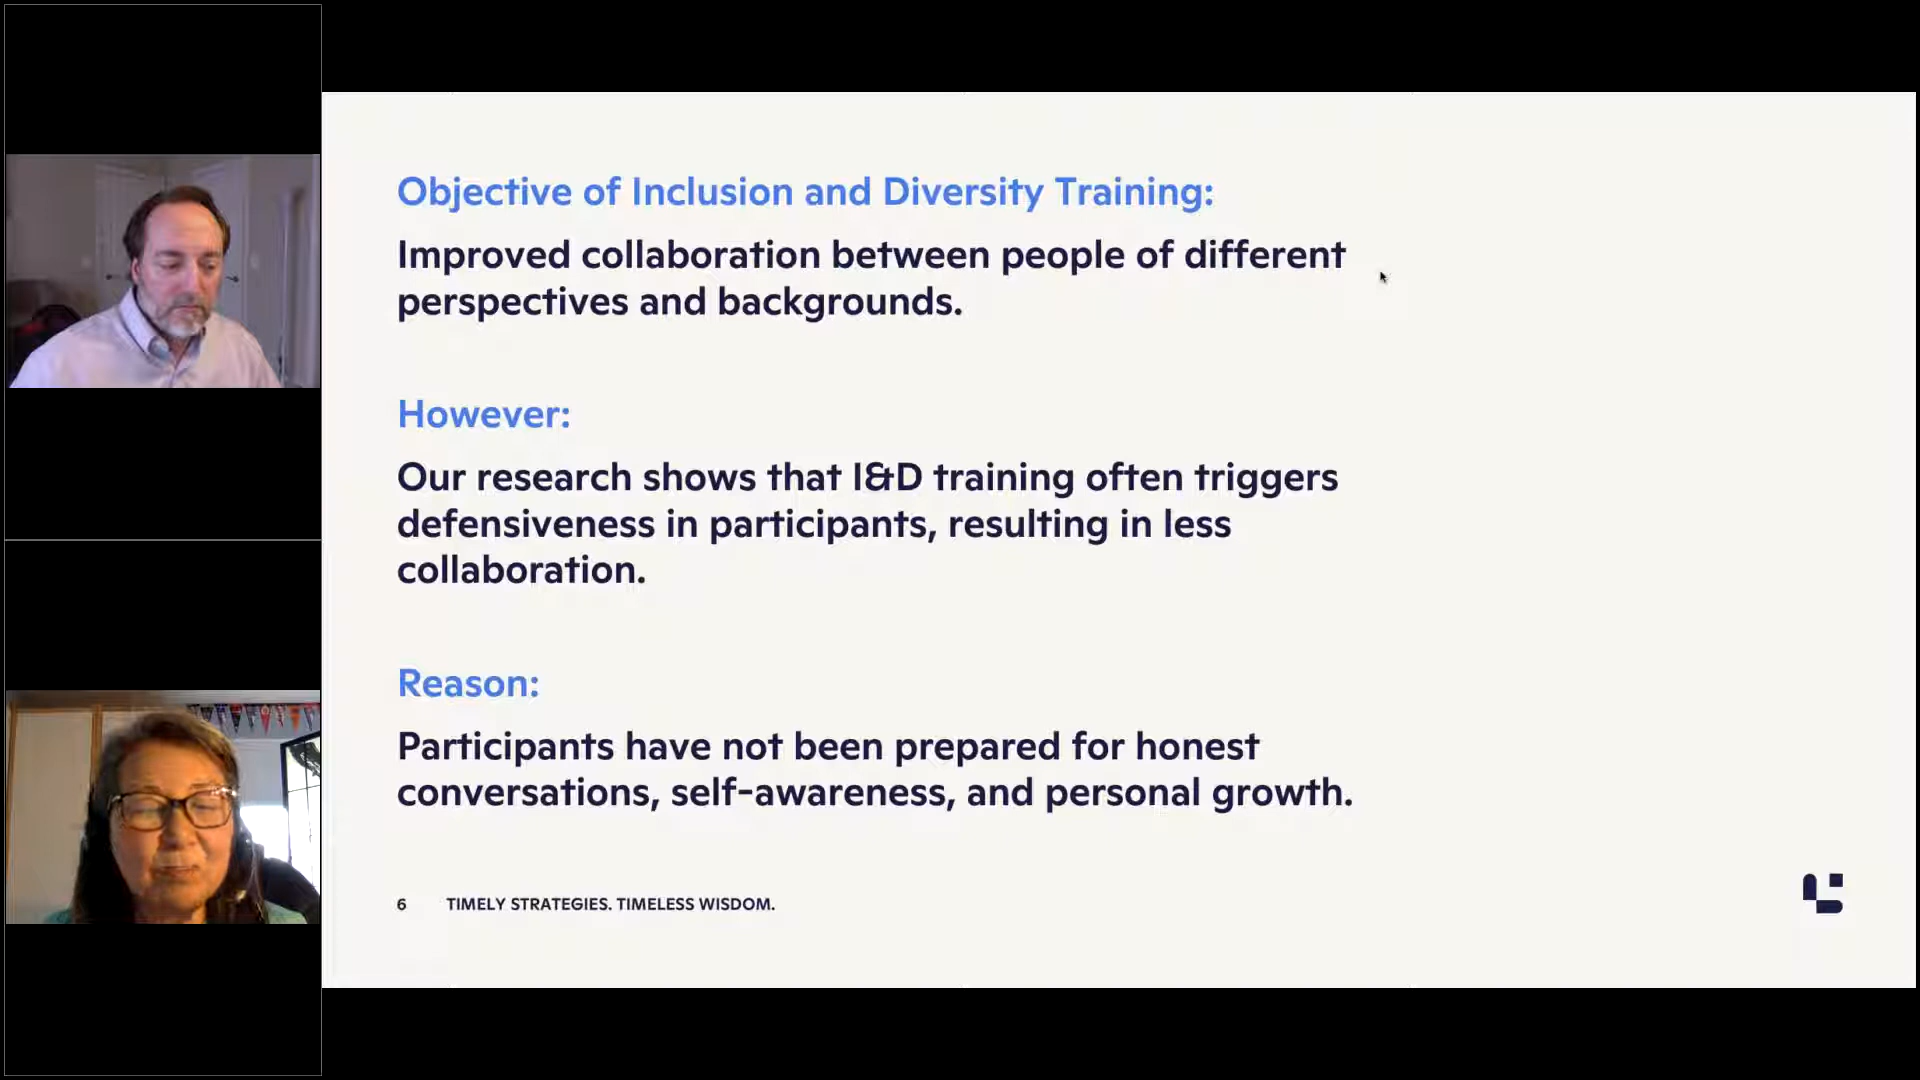 Objective of Inclusion and Diversity Training:
Improved collaboration between people of different
perspectives and backgrounds.
However:
Our research shows that I&D training often triggers
defensiveness in participants, resulting in less
collaboration.
Reason:
Participants have not been prepared for honest
conversations, self-awareness, and personal growth.
6 TIMELY STRATEGIES. TIMELESS WISDOM.